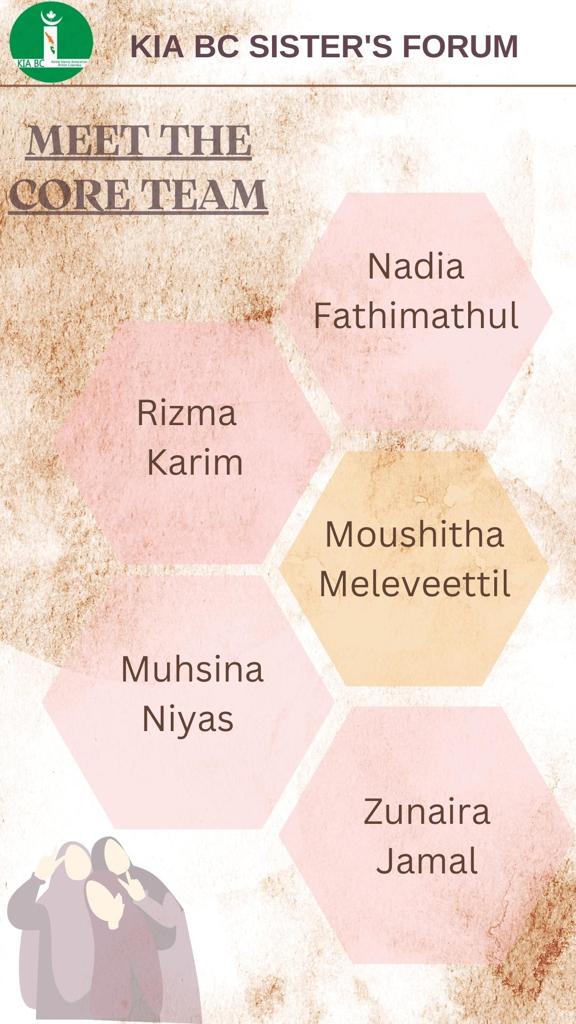 KIA BC
KIA BC SISTER'S FORUM
MEET THE
CORE TEAM
Nadia
Fathimathul
Rizma
Karim
Moushitha
Meleveettil
Muhsina
Niyas
Zunaira
Jamal